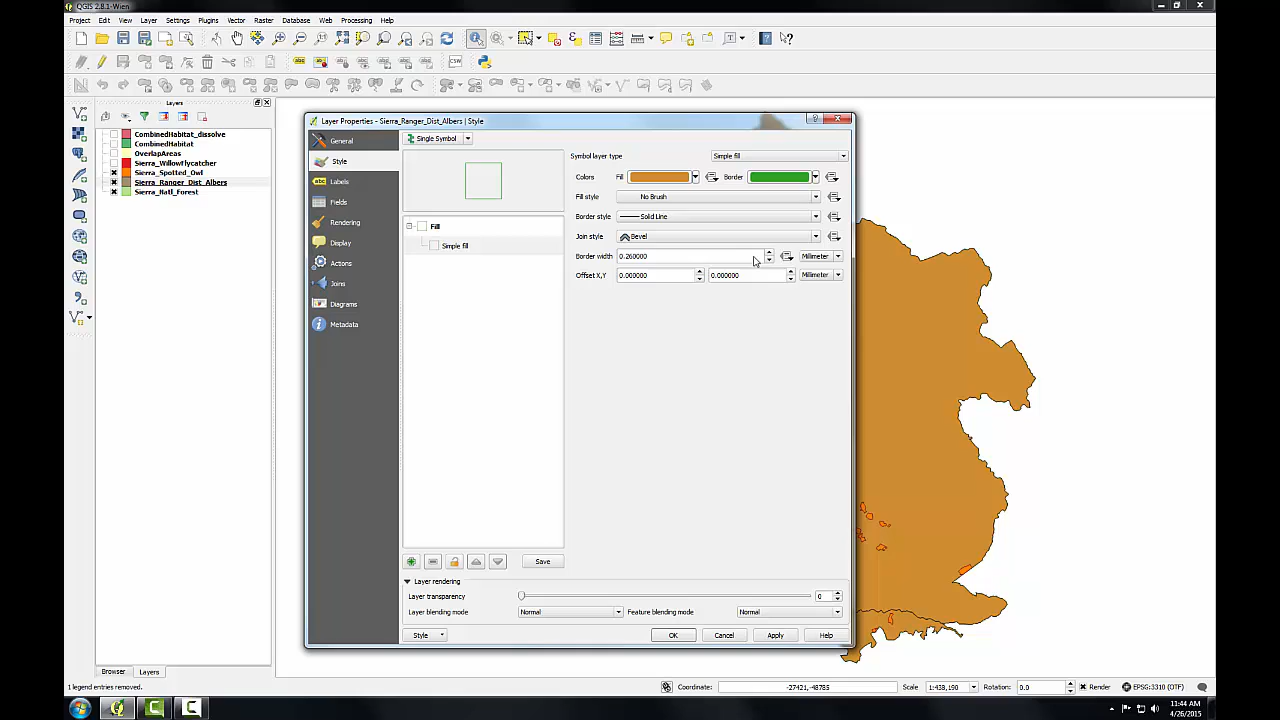 QGIS 2.8.1-Wien
Project Edit View Layer Settings Plugins Vector Raster Database Web Processing Help
Layers
CombinedHabitat_dissolve
CombinedHabitat
OverlapAreas
Sierra_WillowFlycatcher
Sierra_Spotted_Owl
Sierra_Ranger_Dist_Albers
Sierra_Natl_Forest
Layer Properties - Sierra_Ranger_Dist_Albers | Style
General
Style
Labels
Fields
Rendering
Display
Actions
Joins
Diagrams
Metadata
Single Symbol
Fill
Simple fill
Save
Symbol layer type Simple fill
Colors Fill Border
Fill style No Brush
Border style Solid Line
Join style Bevel
Border width 0.260000 Millimeter
Offset X,Y 0.000000 0.000000 Millimeter
Layer rendering
Layer transparency 0
Layer blending mode Normal Feature blending mode Normal
Style OK Cancel Apply Help
Browser Layers
1 legend entries removed. Coordinate: -27421,-48785 Scale 1:438,190 Rotation: 0.0 Render EPSG:3310 (OTF)
11:44 AM
4/26/2015